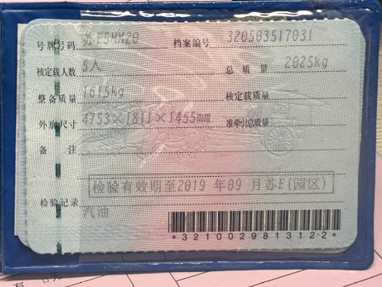 号牌号码 苏E5HM20 档案编号 320503517031
核定载人数 5人 总质量 2025kg
整备质量 1615kg 核定载质量
外廓尺寸 4753×1811×1455mm 准牵引总质量
备注
检验有效期至2019年09月苏E(园区)
检验记录
汽油
*3210029813122*